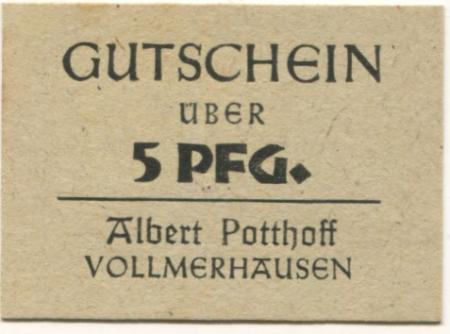 GUTSCHEIN
ÜBER
5 PFG.
Albert Potthoff
VOLLMERHAUSEN